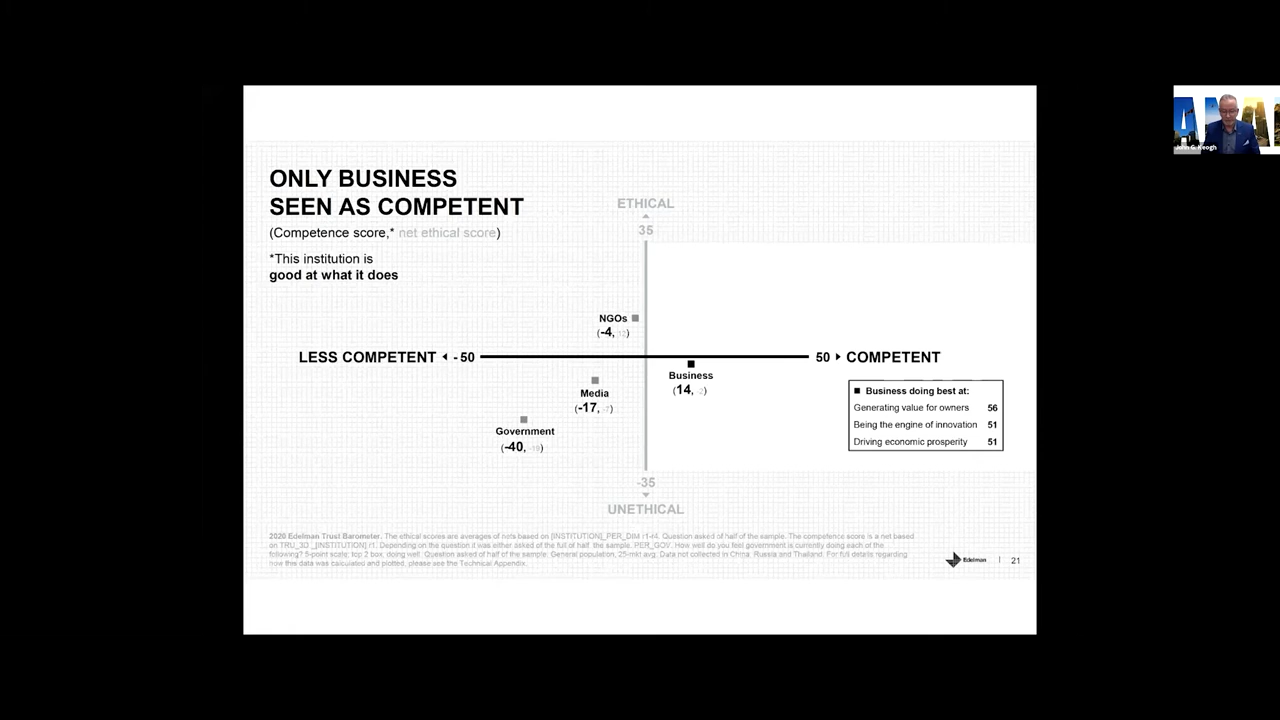 ONLY BUSINESS
SEEN AS COMPETENT
(Competence score,* net ethical score)
*This institution is
good at what it does
ETHICAL
35
NGOs
(-4, 12)
LESS COMPETENT -50
50 COMPETENT
Business
(14, -2)
Media
(-17, -7)
Government
(-40, -19)
Business doing best at:
Generating value for owners 56
Being the engine of innovation 51
Driving economic prosperity 51
-35
UNETHICAL
2020 Edelman Trust Barometer. The ethical scores are averages of nets based on [INSTITUTION]_PER_DIM r1-r4. Question asked of half of the sample. The competence score is a net
based on TRU_3D_[INSTITUTION] r1. Depending on the question it was either asked of the full of half the sample. PER_GOV. How well do you feel government is currently doing each of the
following? 5-point scale; top 2 box, doing well. Question asked of half of the sample. General population, 25-mkt avg. Data not collected in China, Russia and Thailand. For full details regarding
how this data was calculated and plotted, please see the Technical Appendix.
Edelman
21
John G. Keogh